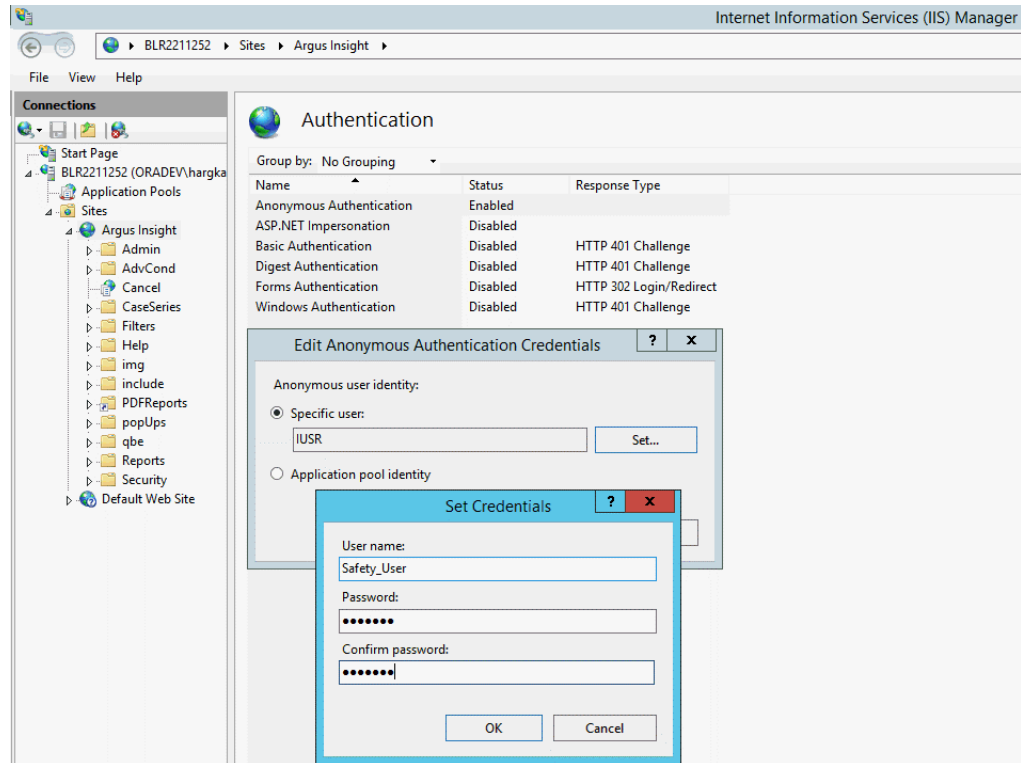 Internet Information Services (IIS) Manager
BLR2211252 Sites Argus Insight
File View Help
Connections
Start Page
BLR2211252 (ORADEV\hargka
Application Pools
Sites
Argus Insight
Admin
AdvCond
Cancel
CaseSeries
Filters
Help
img
include
PDFReports
popUps
qbe
Reports
Security
Default Web Site
Authentication
Group by: No Grouping
Name Status Response Type
Anonymous Authentication Enabled
ASP.NET Impersonation Disabled
Basic Authentication Disabled HTTP 401 Challenge
Digest Authentication Disabled HTTP 401 Challenge
Forms Authentication Disabled HTTP 302 Login/Redirect
Windows Authentication Disabled HTTP 401 Challenge
Edit Anonymous Authentication Credentials ? x
Anonymous user identity:
Specific user:
IUSR Set...
Application pool identity
Set Credentials ? x
User name:
Safety_User
Password:
•••••••
Confirm password:
•••••••
OK Cancel